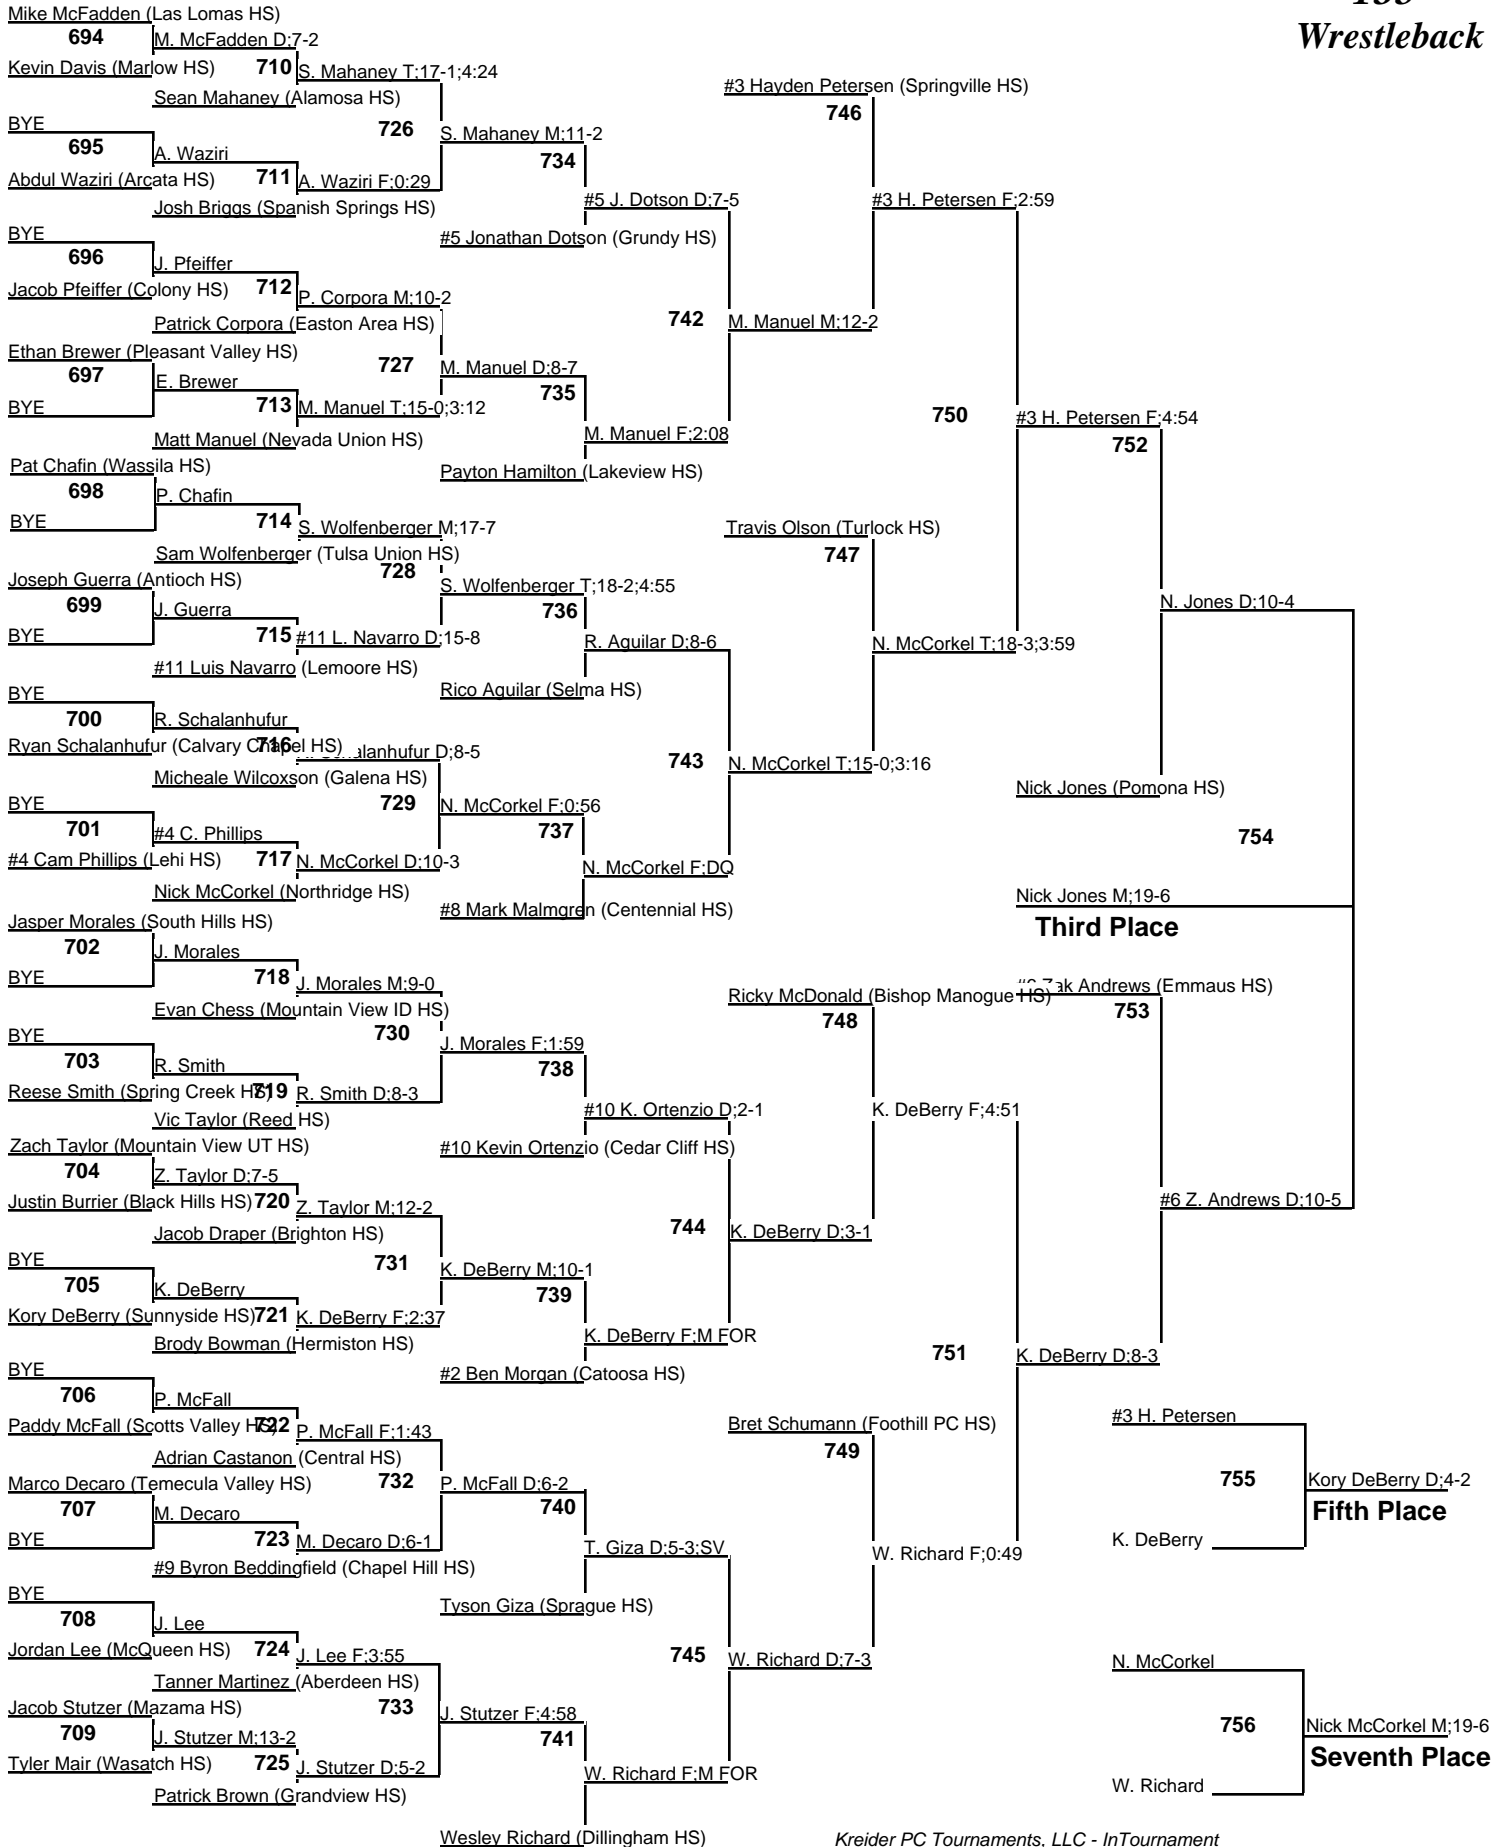 Mike McFadden (Las Lomas HS)
Wrestleback
694
M. McFadden D;7-2
Kevin Davis (Marlow HS)
710
S. Mahaney T;17-1;4:24
Sean Mahaney (Alamosa HS)
#3 Hayden Petersen (Springville HS)
746
BYE
726
S. Mahaney M;11-2
695
A. Waziri
734
Abdul Waziri (Arcata HS)
711
A. Waziri F;0:29
Josh Briggs (Spanish Springs HS)
#5 J. Dotson D;7-5
#3 H. Petersen F;2:59
BYE
#5 Jonathan Dotson (Grundy HS)
696
J. Pfeiffer
Jacob Pfeiffer (Colony HS)
712
P. Corpora M;10-2
Patrick Corpora (Easton Area HS)
742
M. Manuel M;12-2
Ethan Brewer (Pleasant Valley HS)
727
M. Manuel D;8-7
697
E. Brewer
735
BYE
713
M. Manuel T;15-0;3:12
750
#3 H. Petersen F;4:54
Matt Manuel (Nevada Union HS)
M. Manuel F;2:08
752
Pat Chafin (Wassila HS)
Payton Hamilton (Lakeview HS)
698
P. Chafin
BYE
714
S. Wolfenberger M;17-7
Travis Olson (Turlock HS)
Sam Wolfenberger (Tulsa Union HS)
747
728
Joseph Guerra (Antioch HS)
S. Wolfenberger T;18-2;4:55
699
J. Guerra
736
N. Jones D;10-4
BYE
715
#11 L. Navarro D;15-8
R. Aguilar D;8-6
N. McCorkel T;18-3;3:59
#11 Luis Navarro (Lemoore HS)
BYE
Rico Aguilar (Selma HS)
700
R. Schalanhufur
Ryan Schalanhufur (Calvary Chapel HS)
716
alanhufur D;8-5
743
N. McCorkel T;15-0;3:16
Micheale Wilcoxson (Galena HS)
Nick Jones (Pomona HS)
BYE
729
N. McCorkel F;0:56
701
#4 C. Phillips
737
754
#4 Cam Phillips (Lehi HS)
717
N. McCorkel D;10-3
N. McCorkel F;DQ
Nick McCorkel (Northridge HS)
Nick Jones M;19-6
#8 Mark Malmgren (Centennial HS)
Third Place
Jasper Morales (South Hills HS)
702
J. Morales
BYE
718
J. Morales M;9-0
Ricky McDonald (Bishop Manogue HS)
ak Andrews (Emmaus HS)
Evan Chess (Mountain View ID HS)
748
753
BYE
730
J. Morales F;1:59
703
R. Smith
738
Reese Smith (Spring Creek HS)
719
R. Smith D;8-3
Vic Taylor (Reed HS)
#10 K. Ortenzio D;2-1
K. DeBerry F;4:51
Zach Taylor (Mountain View UT HS)
#10 Kevin Ortenzio (Cedar Cliff HS)
704
Z. Taylor D;7-5
Justin Burrier (Black Hills HS)
720
Z. Taylor M;12-2
#6 Z. Andrews D;10-5
Jacob Draper (Brighton HS)
744
K. DeBerry D;3-1
BYE
731
K. DeBerry M;10-1
705
K. DeBerry
739
Kory DeBerry (Sunnyside HS)
721
K. DeBerry F;2:37
Brody Bowman (Hermiston HS)
K. DeBerry F;M FOR
751
K. DeBerry D;8-3
BYE
#2 Ben Morgan (Catoosa HS)
706
P. McFall
Paddy McFall (Scotts Valley HS)
722
P. McFall F;1:43
Bret Schumann (Foothill PC HS)
#3 H. Petersen
Adrian Castanon (Central HS)
749
Marco Decaro (Temecula Valley HS)
732
P. McFall D;6-2
755
Kory DeBerry D;4-2
707
M. Decaro
740
Fifth Place
BYE
723
M. Decaro D;6-1
T. Giza D;5-3;SV
W. Richard F;0:49
K. DeBerry
#9 Byron Beddingfield (Chapel Hill HS)
BYE
Tyson Giza (Sprague HS)
708
J. Lee
Jordan Lee (McQueen HS)
724
J. Lee F;3:55
745
W. Richard D;7-3
N. McCorkel
Tanner Martinez (Aberdeen HS)
Jacob Stutzer (Mazama HS)
733
J. Stutzer F;4:58
756
Nick McCorkel M;19-6
709
J. Stutzer M;13-2
741
Seventh Place
Tyler Mair (Wasatch HS)
725
J. Stutzer D;5-2
W. Richard F;M FOR
W. Richard
Patrick Brown (Grandview HS)
Wesley Richard (Dillingham HS)
Kreider PC Tournaments, LLC - InTournament